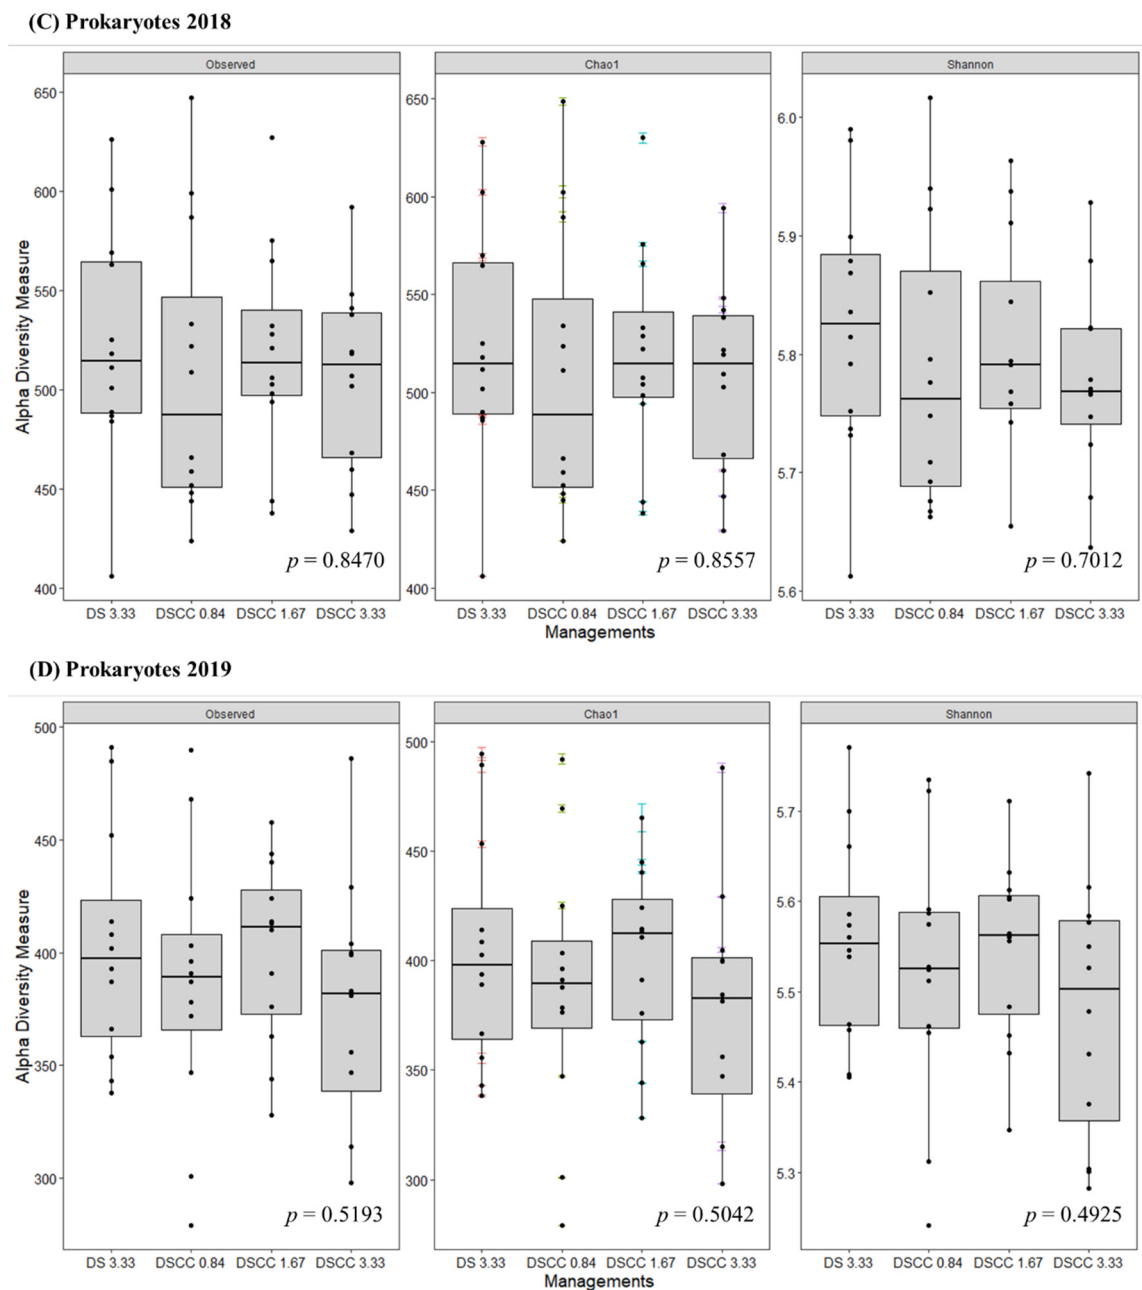 (C) Prokaryotes 2018
Observed
Chao1
Shannon
Alpha Diversity Measure
650
600
550
500
450
400
650
600
550
500
450
400
6.0
5.9
5.8
5.7
5.6
p = 0.8470
p = 0.8557
p = 0.7012
DS 3.33 DSCC 0.84 DSCC 1.67 DSCC 3.33
DS 3.33 DSCC 0.84 DSCC 1.67 DSCC 3.33
DS 3.33 DSCC 0.84 DSCC 1.67 DSCC 3.33
Managements
(D) Prokaryotes 2019
Observed
Chao1
Shannon
Alpha Diversity Measure
500
450
400
350
300
500
450
400
350
300
5.7
5.6
5.5
5.4
5.3
p = 0.5193
p = 0.5042
p = 0.4925
DS 3.33 DSCC 0.84 DSCC 1.67 DSCC 3.33
DS 3.33 DSCC 0.84 DSCC 1.67 DSCC 3.33
DS 3.33 DSCC 0.84 DSCC 1.67 DSCC 3.33
Managements